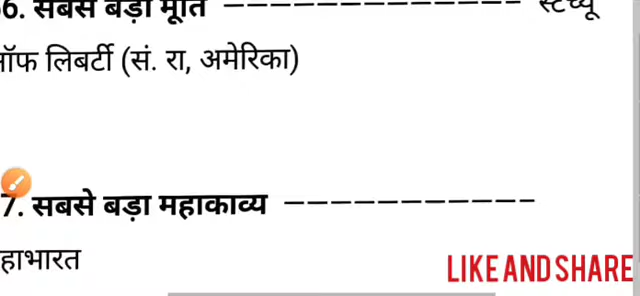 6. सबसे बड़ी मूर्ति ————————————— स्टैच्यू
ऑफ लिबर्टी (सं. रा, अमेरिका)
7. सबसे बड़ा महाकाव्य ———————————
हाभारत
LIKE AND SHARE